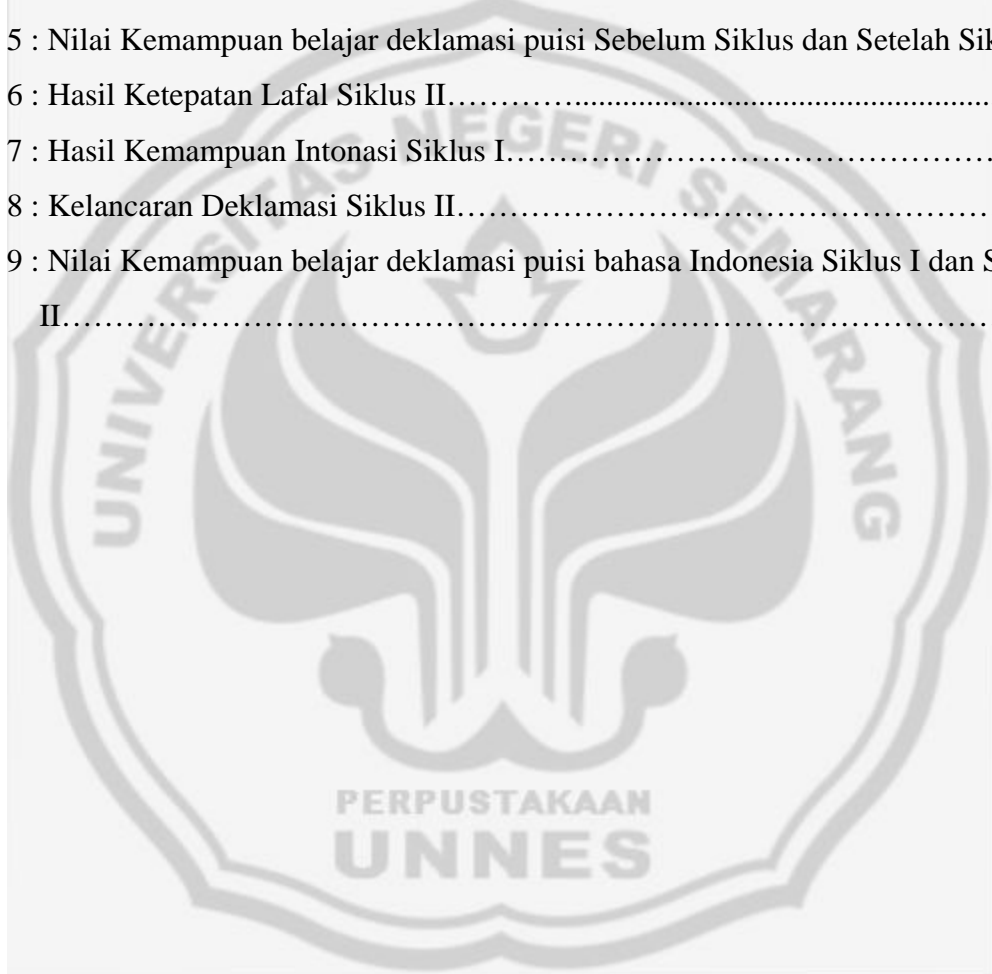 5 : Nilai Kemampuan belajar deklamasi puisi Sebelum Siklus dan Setelah
6 : Hasil Ketepatan Lafal Siklus II…………..........................................
7 : Hasil Kemampuan Intonasi Siklus I……………………………………….
8 : Kelancaran Deklamasi Siklus II……………………………………………
9 : Nilai Kemampuan belajar deklamasi puisi bahasa Indonesia Siklus I dan
II……………………………………………………………………………
UNIVERSITAS NEGERI SEMARANG
PERPUSTAKAAN
UNNES